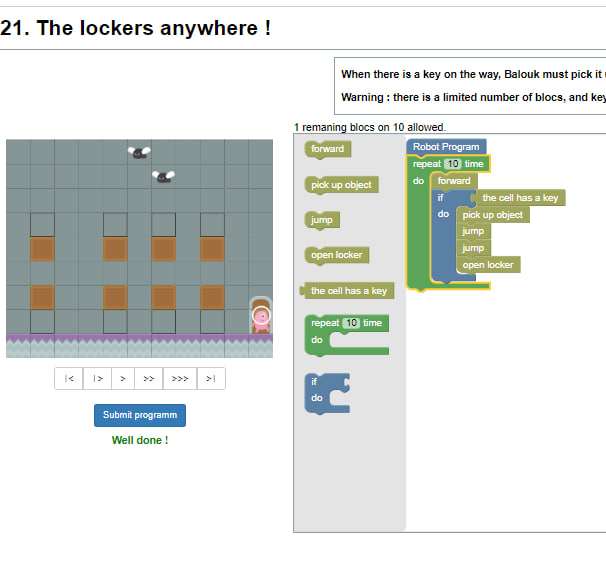 21. The lockers anywhere !
When there is a key on the way, Balouk must pick it
Warning : there is a limited number of blocs, and key
1 remaning blocs on 10 allowed.
forward
pick up object
jump
open locker
the cell has a key
repeat 10 time
do
if
do
Robot Program
repeat 10 time
do forward
if the cell has a key
do pick up object
jump
jump
open locker
|< |> > >> >>> >|
Submit programm
Well done !